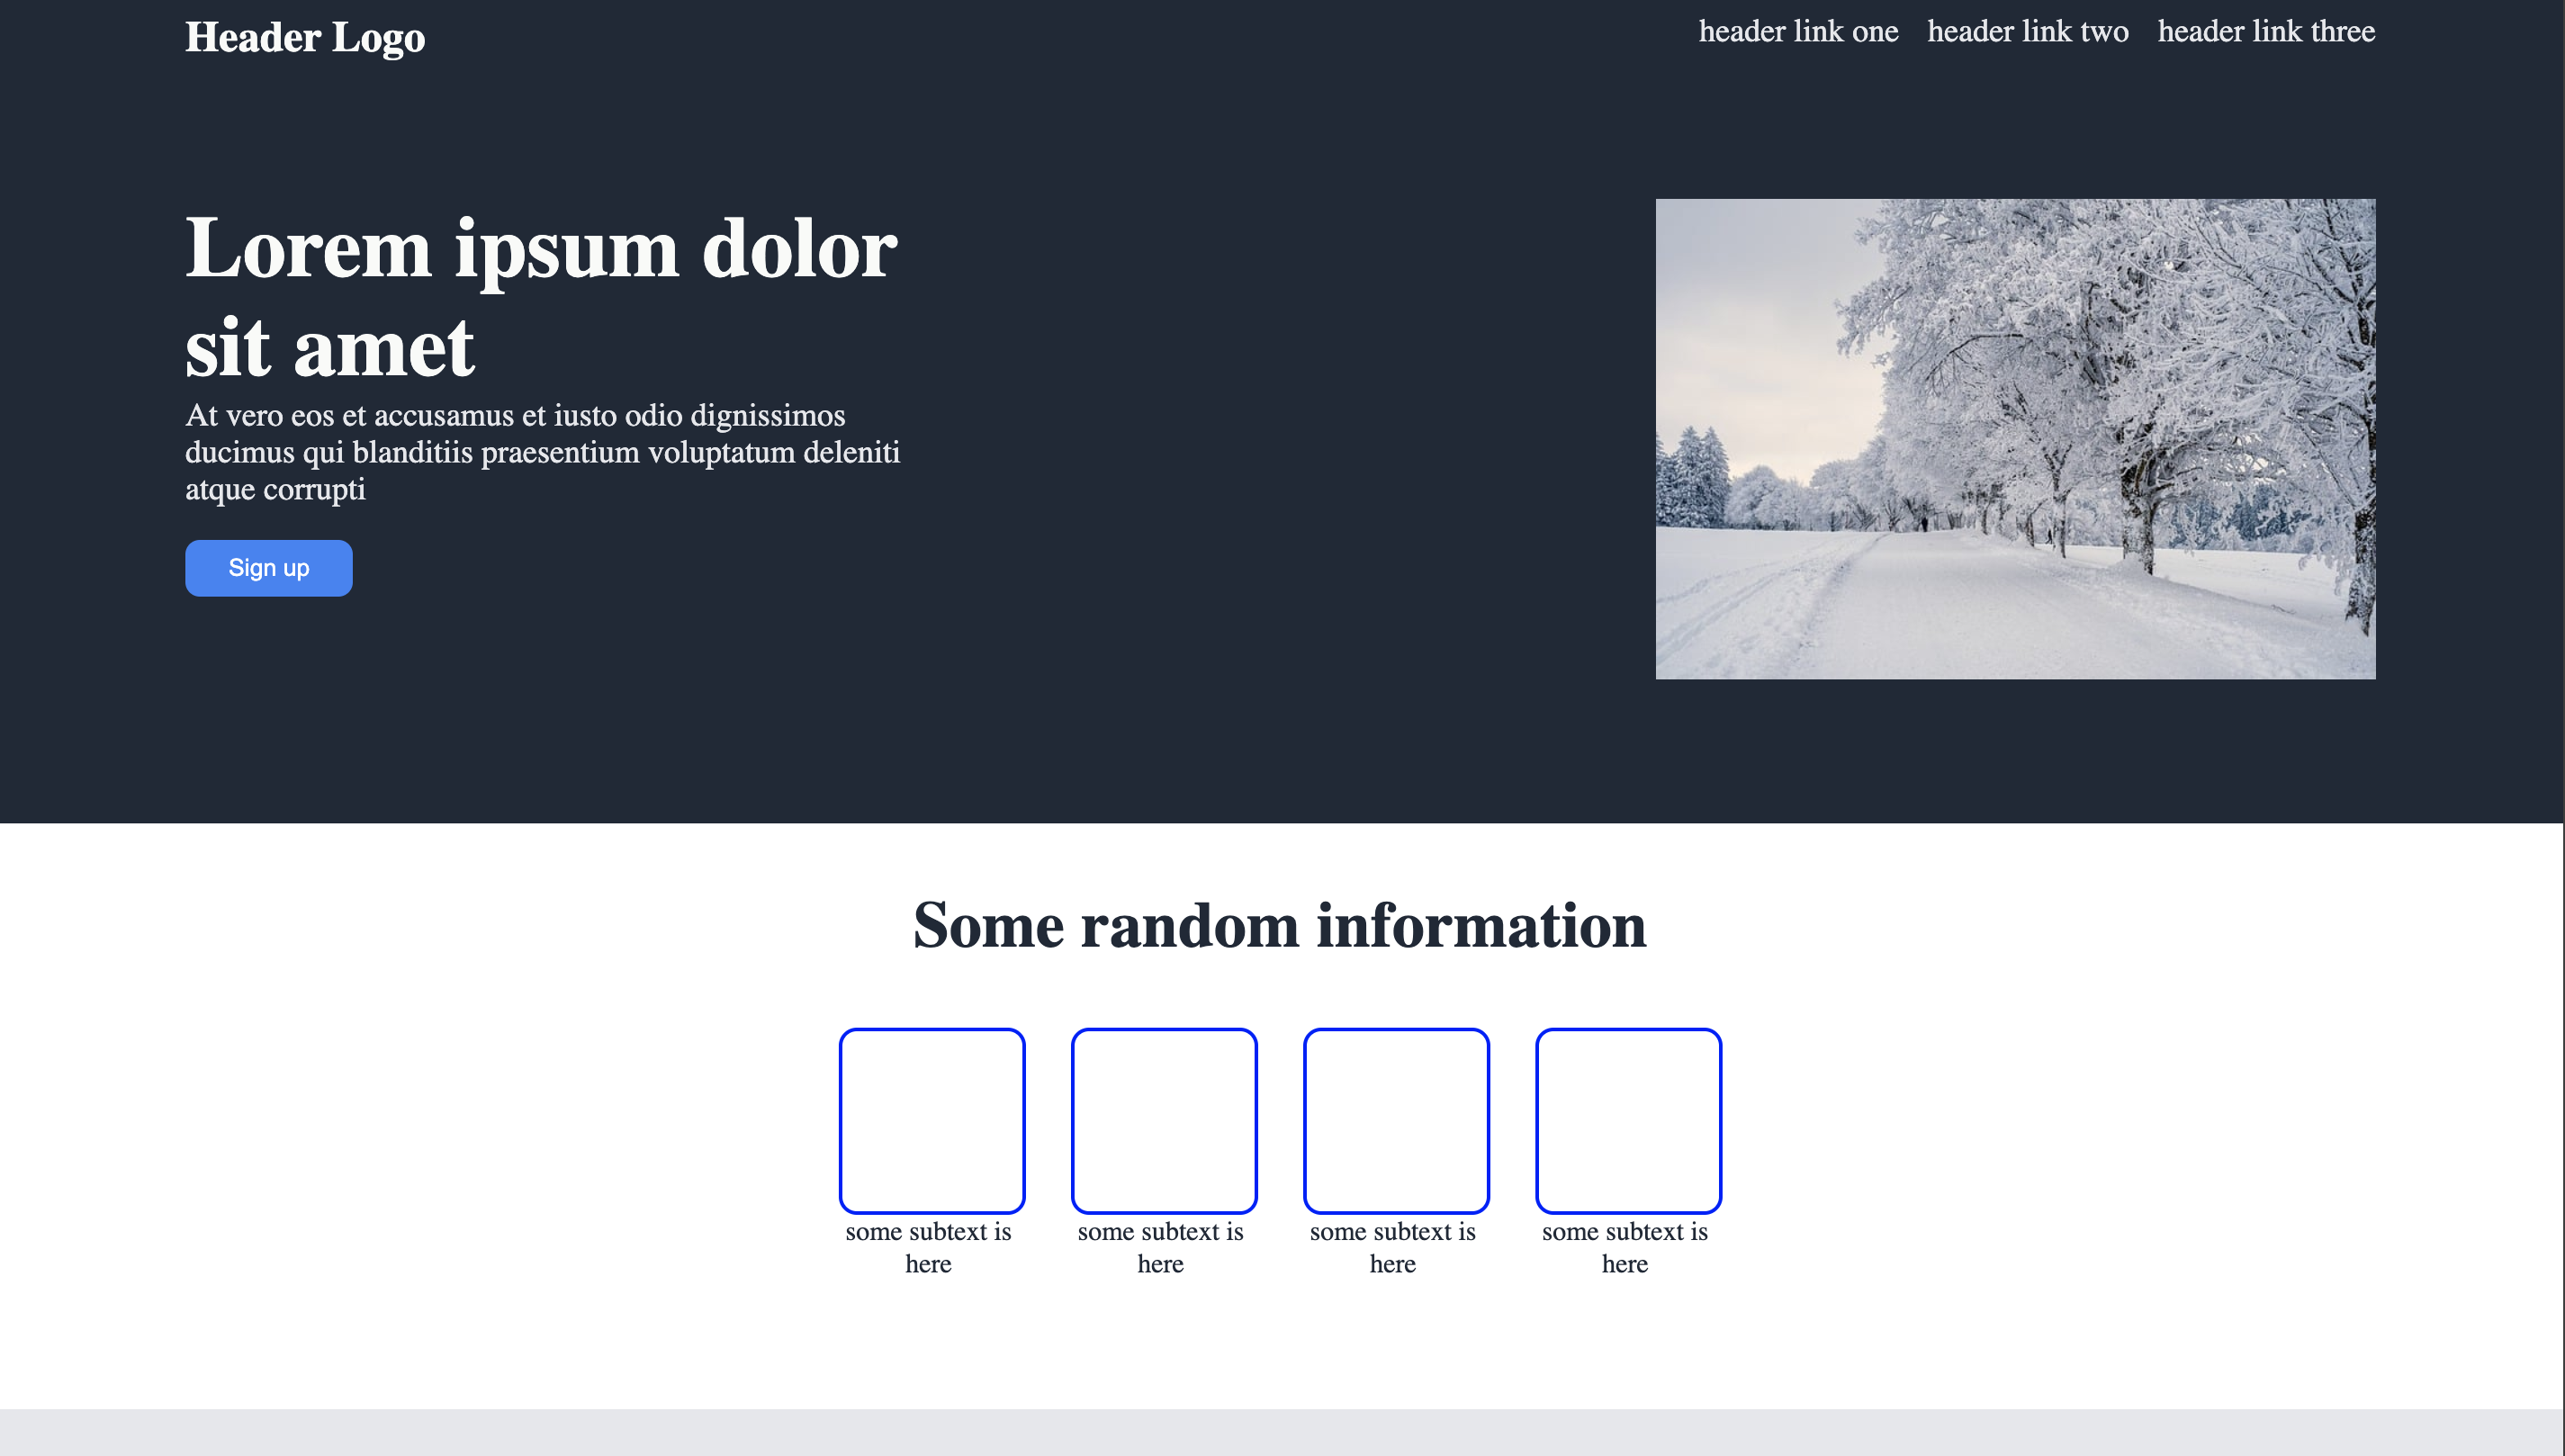 Header Logo
header link one header link two header link three
Lorem ipsum dolor
sit amet
At vero eos et accusamus et iusto odio dignissimos
ducimus qui blanditiis praesentium voluptatum deleniti
atque corrupti
Sign up
Some random information
some subtext is
here
some subtext is
here
some subtext is
here
some subtext is
here